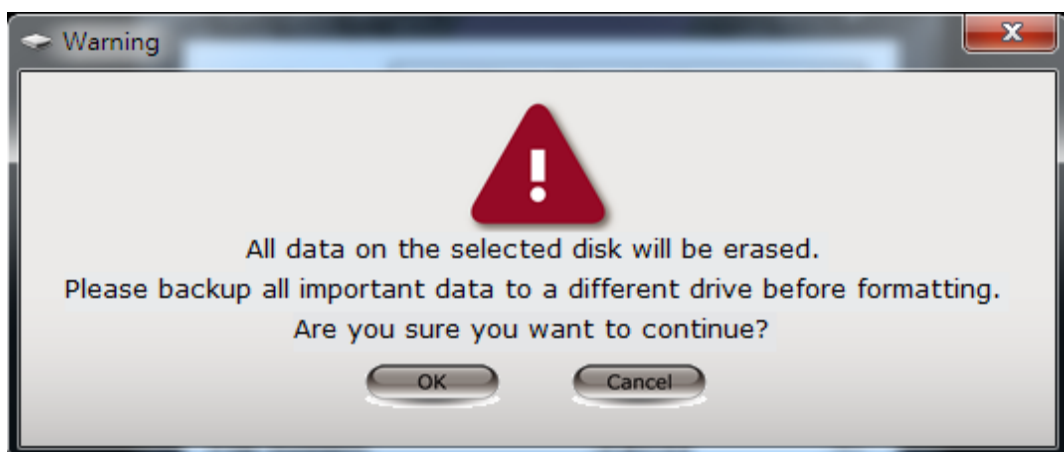 Warning
All data on the selected disk will be erased.
Please backup all important data to a different drive before formatting.
Are you sure you want to continue?
OK Cancel